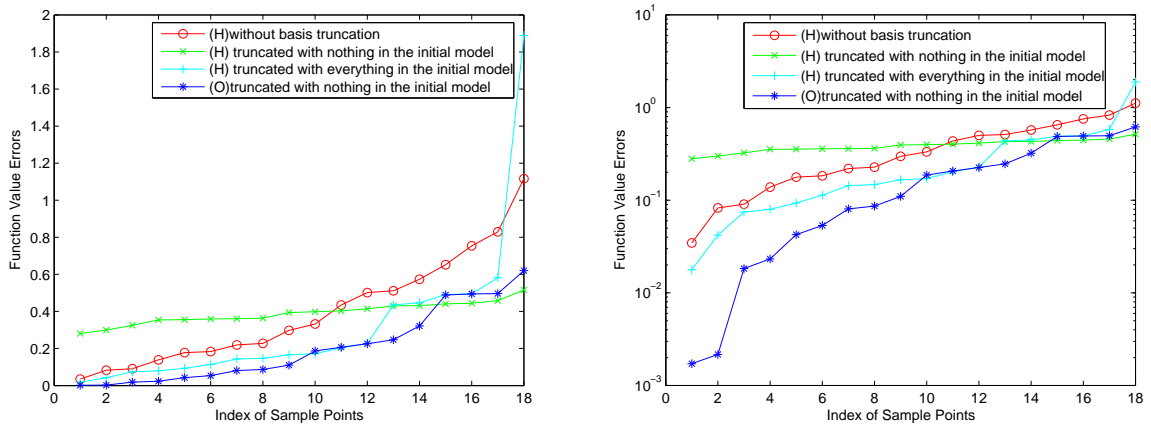 2
1.8
1.6
1.4
1.2
1
0.8
0.6
0.4
0.2
0
0 2 4 6 8 10 12 14 16 18
Index of Sample Points
Function Value Errors
(H)without basis truncation
(H) truncated with nothing in the initial model
(H) truncated with everything in the initial model
(O)truncated with nothing in the initial model
10^1
10^0
10^−1
10^−2
10^−3
0 2 4 6 8 10 12 14 16 18
Index of Sample Points
Function Value Errors
(H)without basis truncation
(H) truncated with nothing in the initial model
(H) truncated with everything in the initial model
(O)truncated with nothing in the initial model